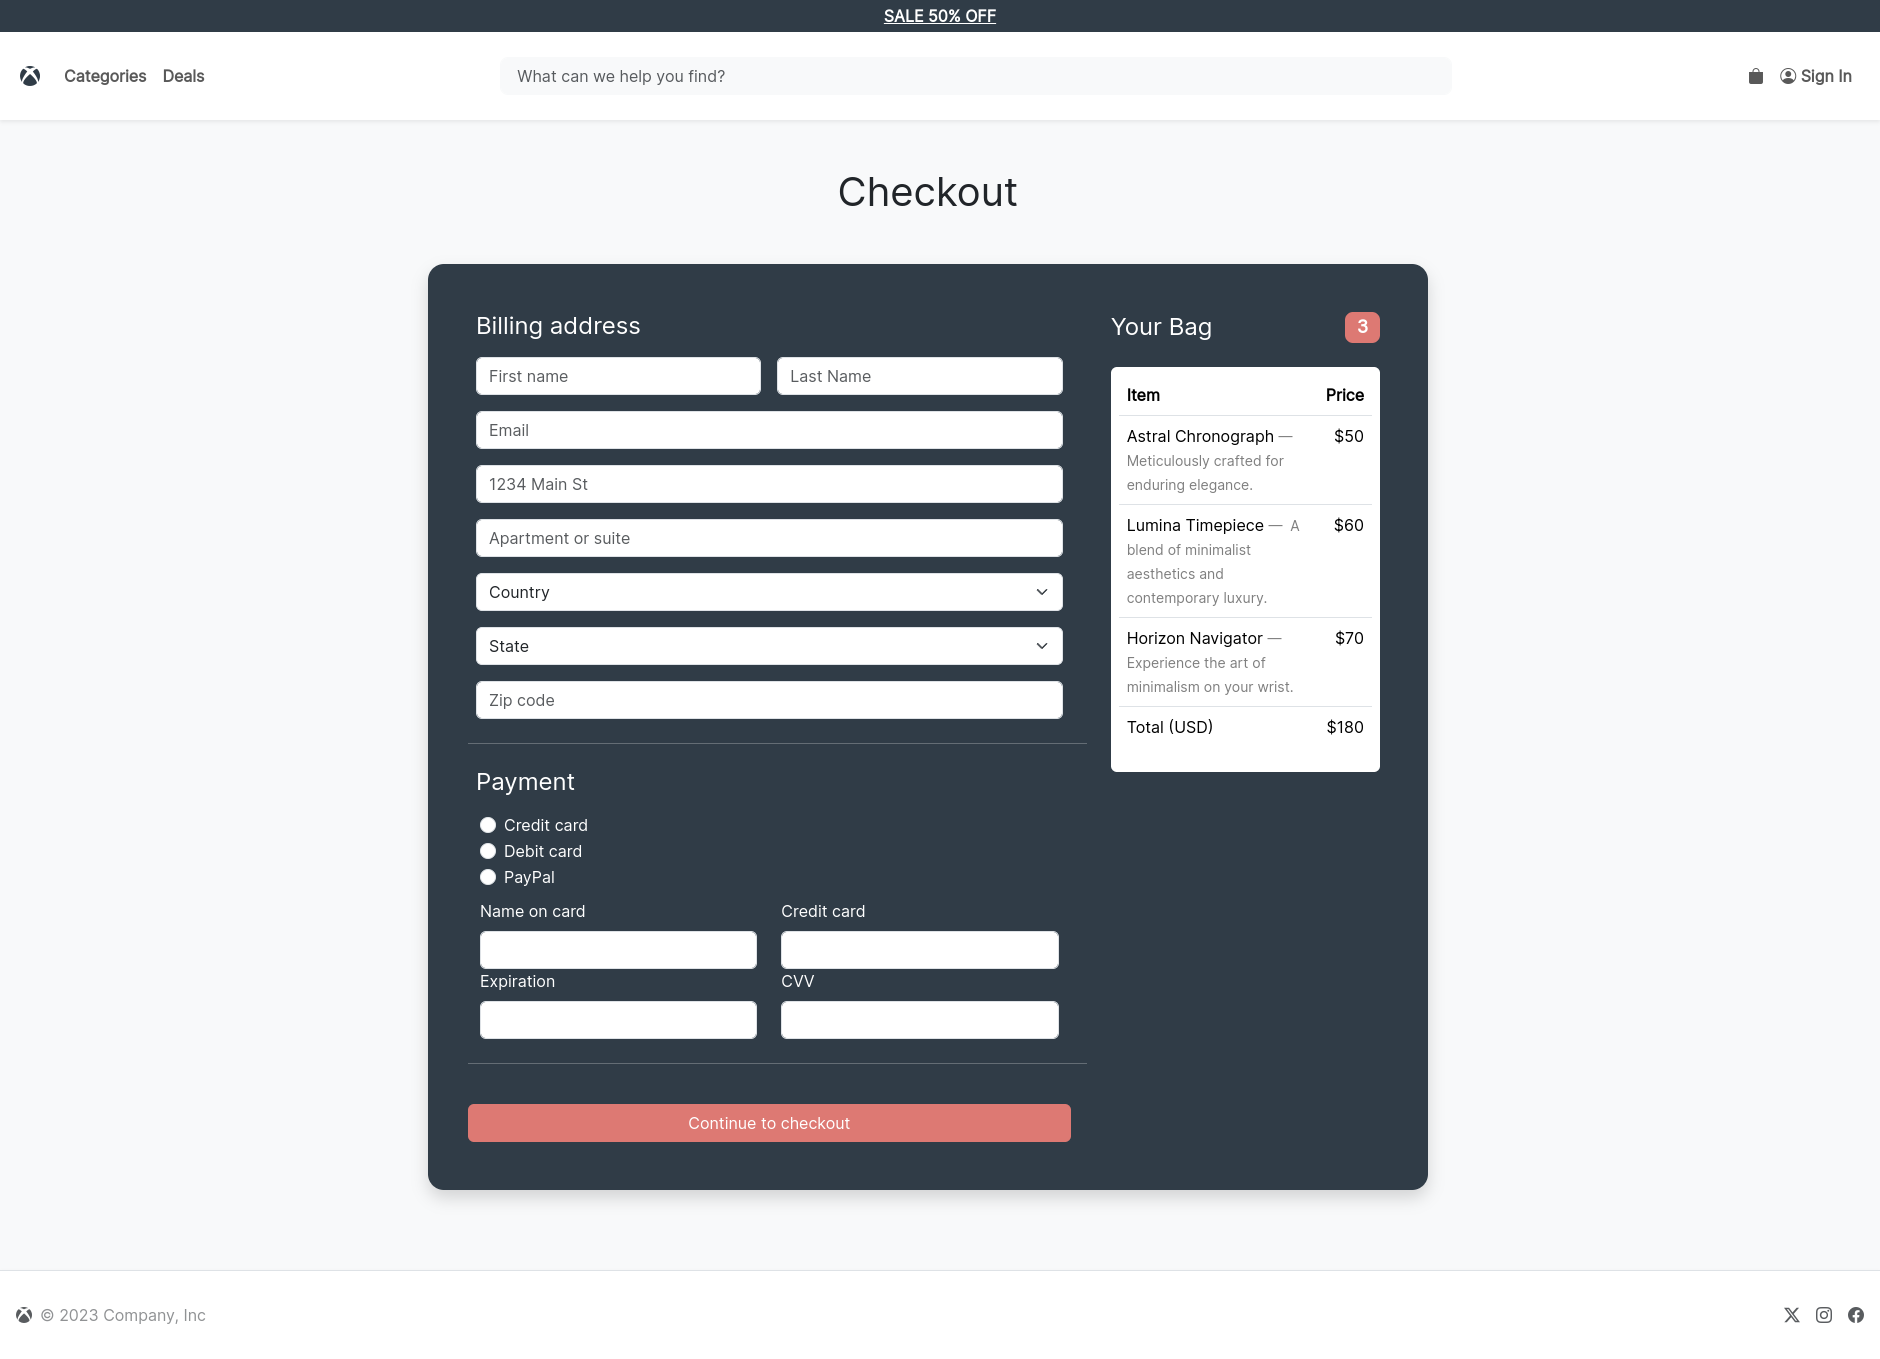 SALE 50% OFF
Categories
Deals
What can we help you find?
Sign In
Checkout
Billing address
First name
Last Name
Email
1234 Main St
Apartment or suite
Country
State
Zip code
Payment
Credit card
Debit card
PayPal
Name on card
Credit card
Expiration
CVV
Continue to checkout
Your Bag
3
Item Price
Astral Chronograph — $50
Meticulously crafted for
enduring elegance.
Lumina Timepiece — A $60
blend of minimalist
aesthetics and
contemporary luxury.
Horizon Navigator — $70
Experience the art of
minimalism on your wrist.
Total (USD) $180
© 2023 Company, Inc